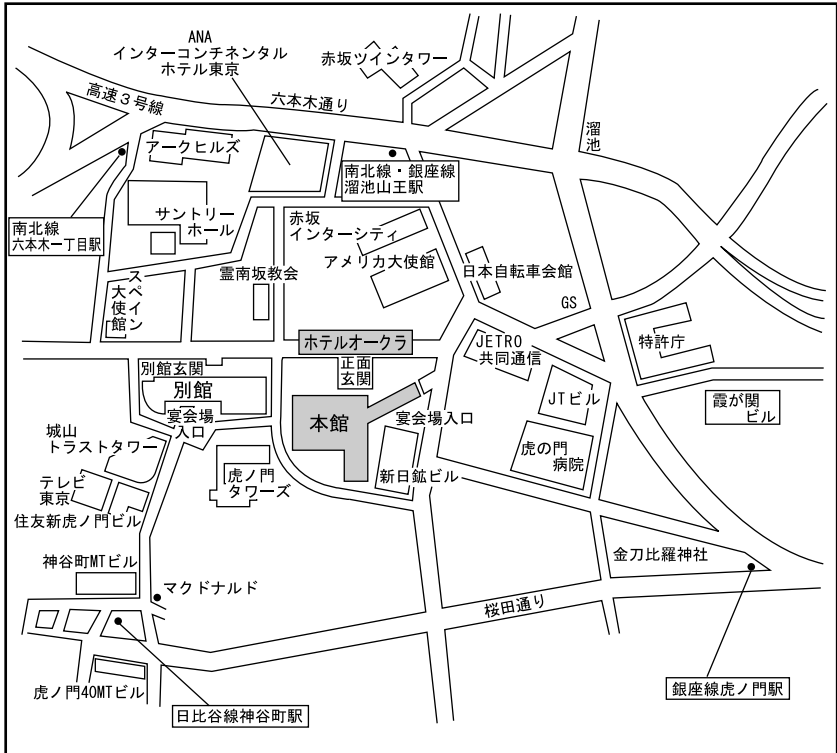 ANA
インターコンチネンタル
ホテル東京
赤坂ツインタワー
高速3号線
六本木通り
溜池
アークヒルズ
南北線・銀座線
溜池山王駅
南北線
六本木一丁目駅
サントリー
ホール
赤坂
インターシティ
アメリカ大使館
日本自転車会館
霊南坂教会
スペイン
大使館
GS
ホテルオークラ
JETRO
共同通信
特許庁
別館玄関
正面
玄関
別館
JTビル
霞が関
ビル
宴会場
入口
本館
宴会場入口
城山
トラストタワー
虎の門
病院
虎ノ門
タワーズ
新日鉱ビル
テレビ
東京
住友新虎ノ門ビル
神谷町MTビル
金刀比羅神社
マクドナルド
桜田通り
虎ノ門40MTビル
日比谷線神谷町駅
銀座線虎ノ門駅